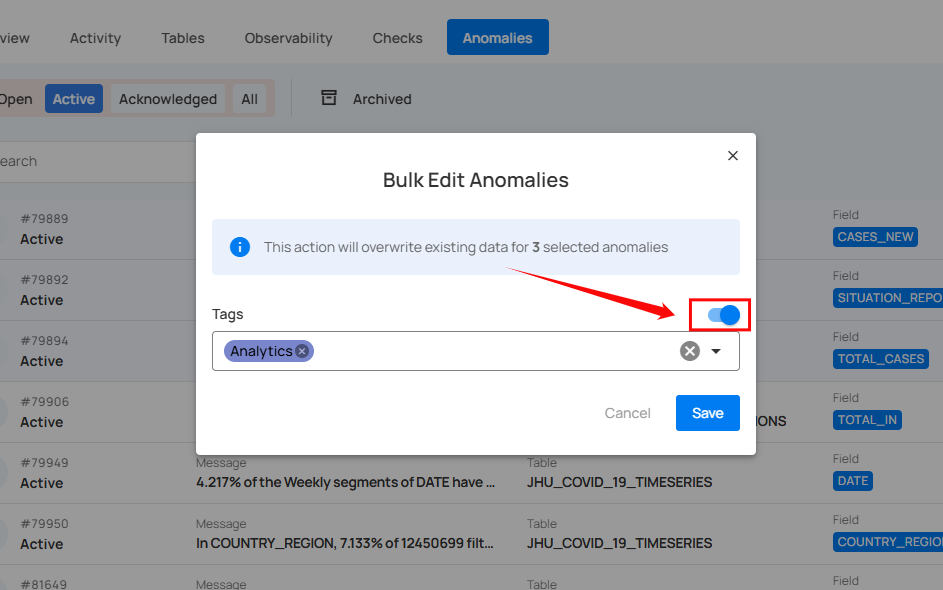 view Activity Tables Observability Checks Anomalies
Open Active Acknowledged All Archived
earch
Bulk Edit Anomalies
This action will overwrite existing data for 3 selected anomalies
Tags
Analytics
Cancel Save
#79889
Active
Field
CASES_NEW
#79892
Active
Field
SITUATION_REPO
#79894
Active
Field
TOTAL_CASES
#79906
Active
IONS
Field
TOTAL_IN
#79949
Active
Message
4.217% of the Weekly segments of DATE have ...
Table
JHU_COVID_19_TIMESERIES
Field
DATE
#79950
Active
Message
In COUNTRY_REGION, 7.133% of 12450699 filt...
Table
JHU_COVID_19_TIMESERIES
Field
COUNTRY_REGIO
#81649
Message
Table
Field